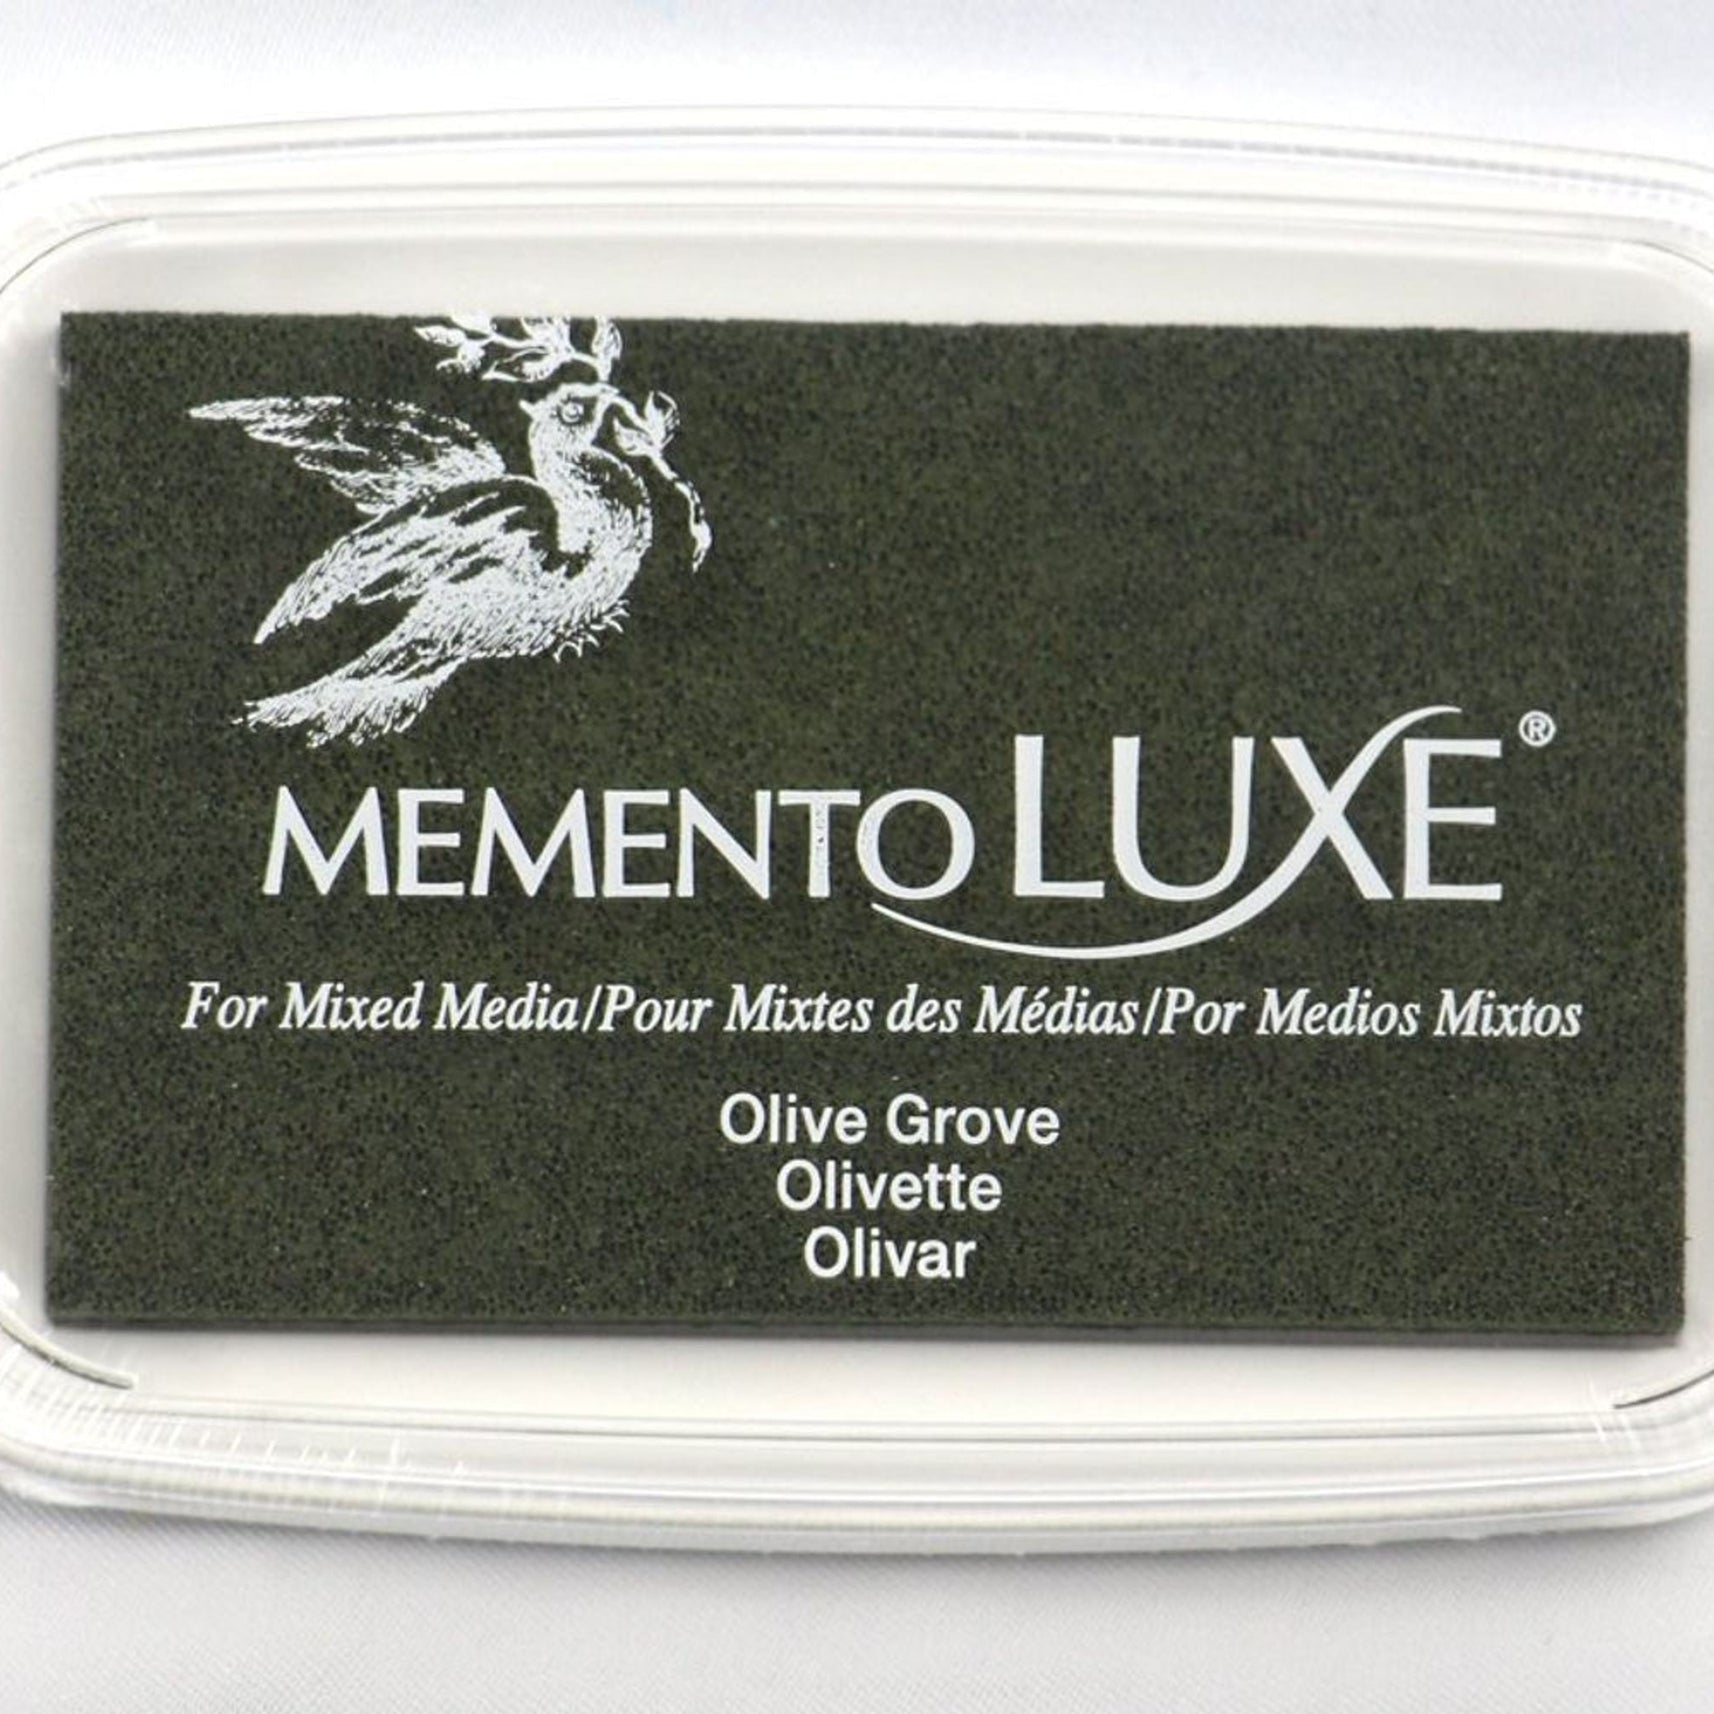 MEMENTO LUXE®
For Mixed Media/Pour Mixtes des Médias/Por Medios Mixtos
Olive Grove
Olivette
Olivar